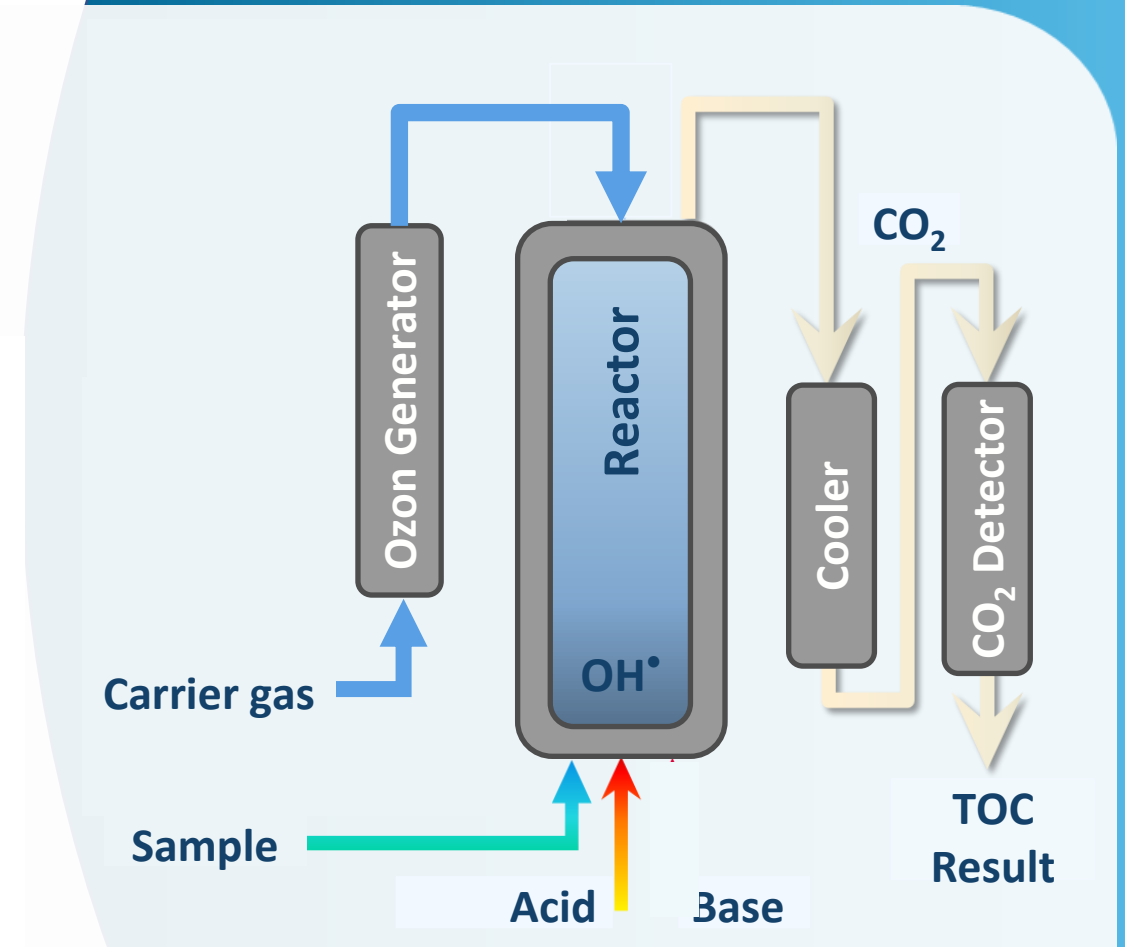 CO₂
Ozon Generator
Reactor
Cooler
CO₂ Detector
OH•
Carrier gas
Sample
TOC
Result
Acid
Base